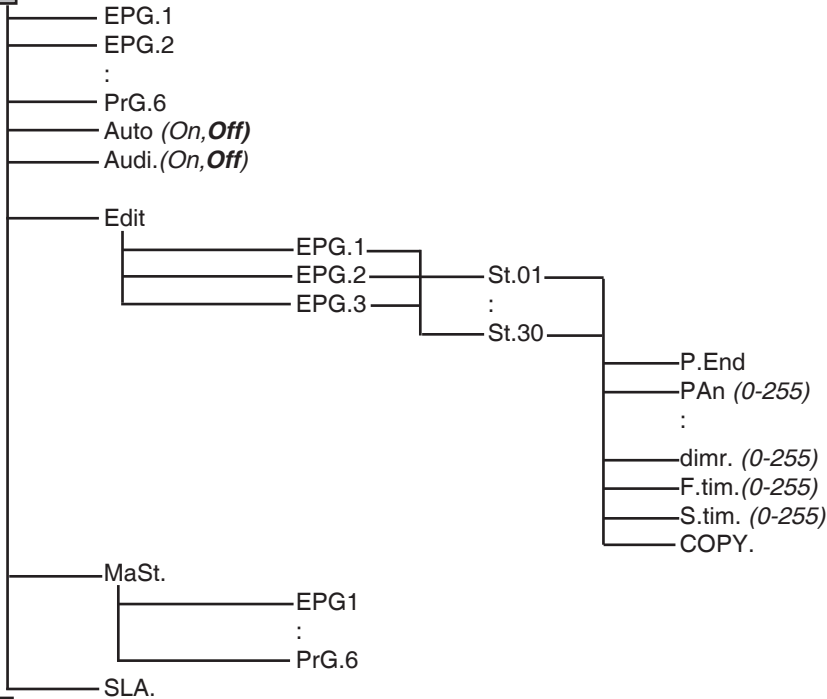 EPG.1
EPG.2
:
PrG.6
Auto (On,Off)
Audi.(On,Off)
Edit
EPG.1
EPG.2 St.01
EPG.3 :
St.30
P.End
PAn (0-255)
:
dimr. (0-255)
F.tim.(0-255)
S.tim. (0-255)
COPY.
MaSt.
EPG1
:
PrG.6
SLA.